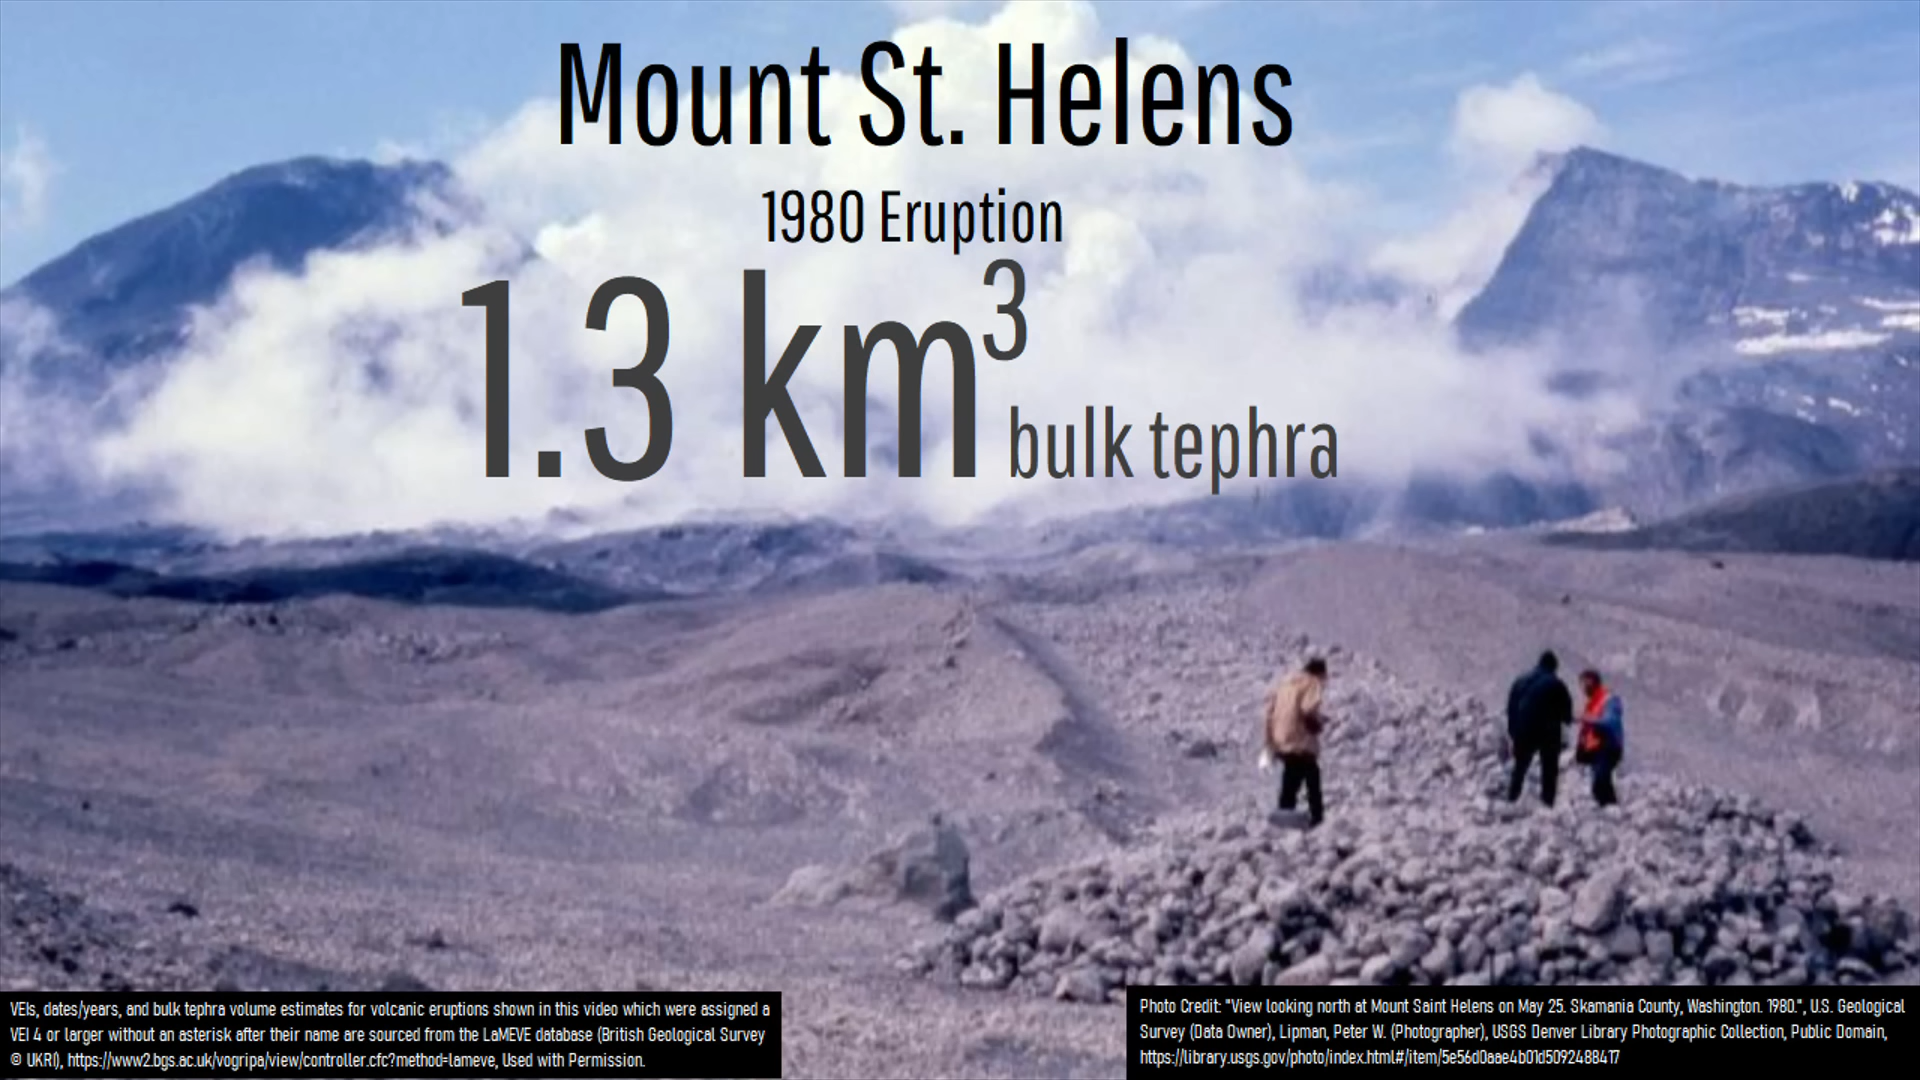 Mount St. Helens
1980 Eruption
1.3 km³ bulk tephra
VEIs, dates/years, and bulk tephra volume estimates for volcanic eruptions shown in this video which were assigned a
VEI 4 or larger without an asterisk after their name are sourced from the LaMEVE database (British Geological Survey
© UKRI), https://www2.bgs.ac.uk/vogripa/view/controller.cfc?method=lameve, Used with Permission.
Photo Credit: "View looking north at Mount Saint Helens on May 25. Skamania County, Washington. 1980.", U.S. Geological
Survey (Data Owner), Lipman, Peter W. (Photographer), USGS Denver Library Photographic Collection, Public Domain,
https://library.usgs.gov/photo/index.html#/item/5e56d0aae4b01d5092488417